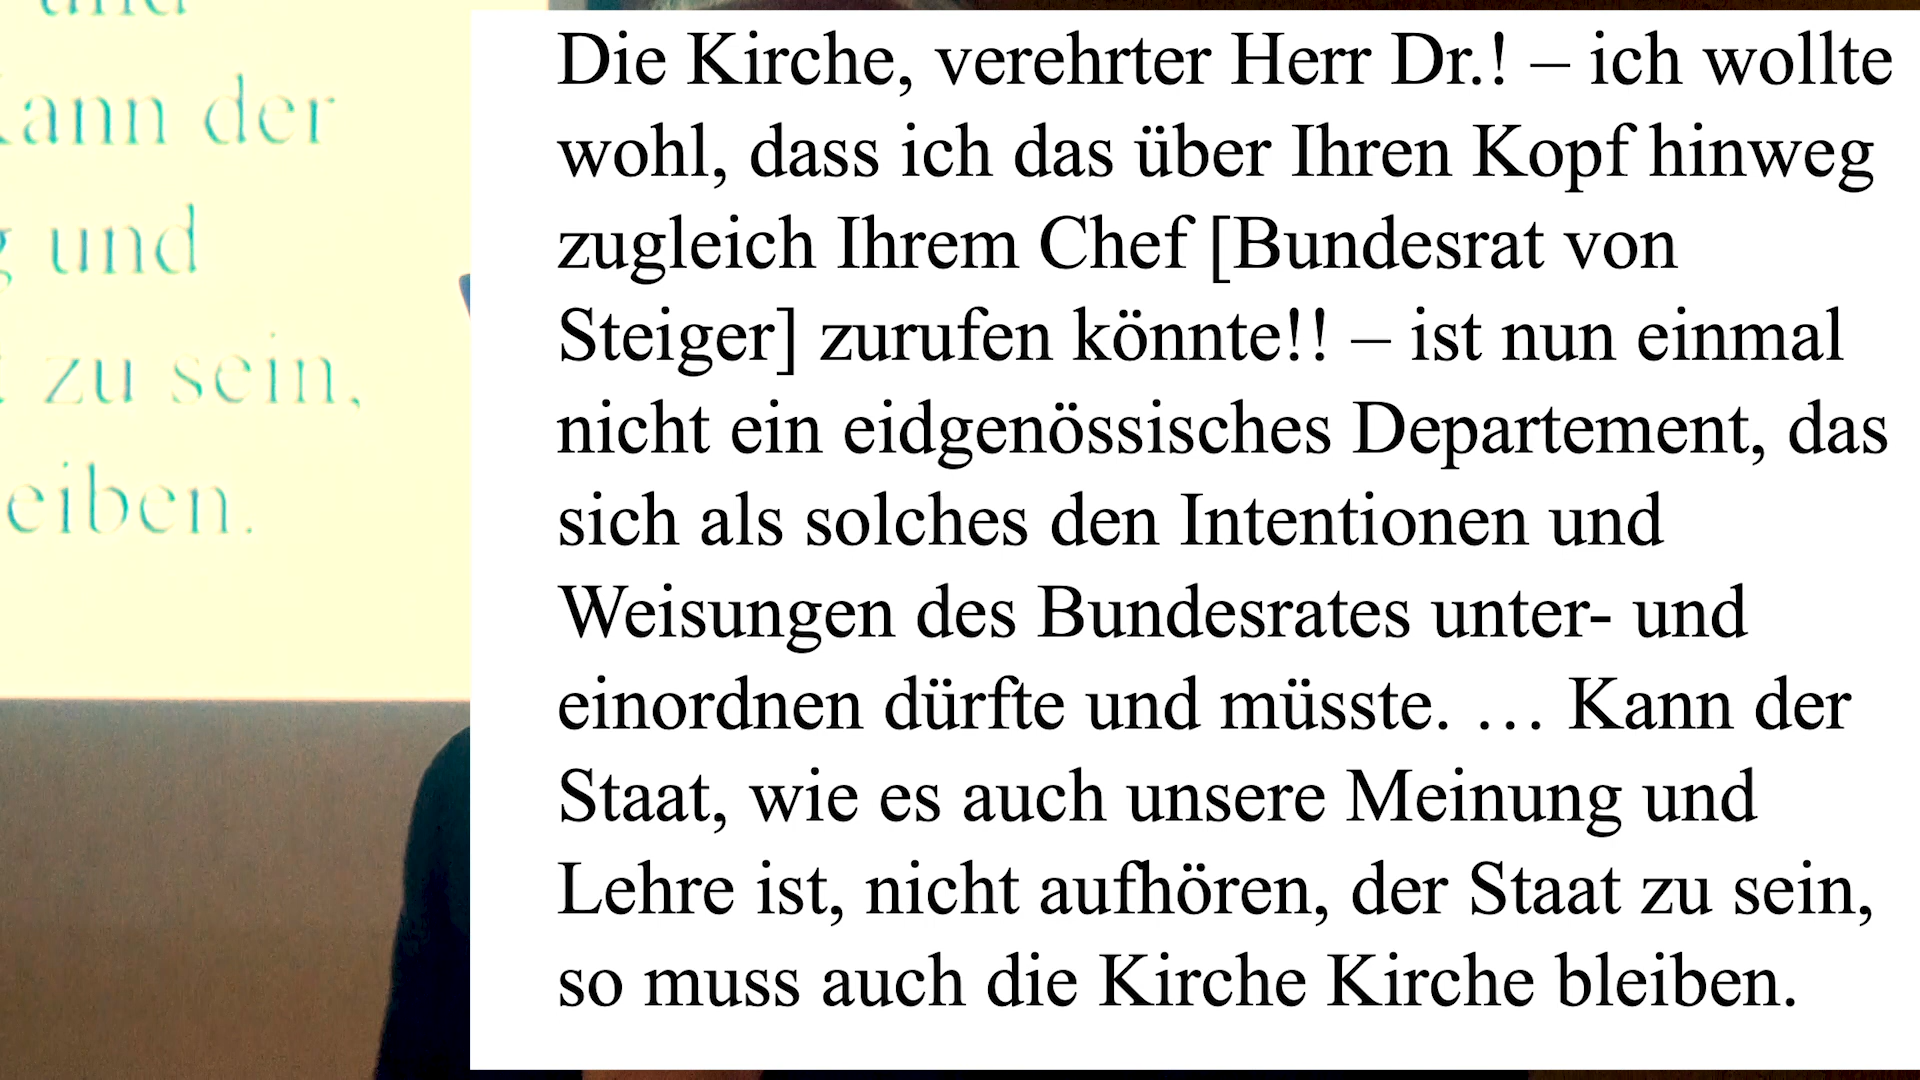 und
Kann der
und
zu sein,
eiben.
Die Kirche, verehrter Herr Dr.! – ich wollte
wohl, dass ich das über Ihren Kopf hinweg
zugleich Ihrem Chef [Bundesrat von
Steiger] zurufen könnte!! – ist nun einmal
nicht ein eidgenössisches Departement, das
sich als solches den Intentionen und
Weisungen des Bundesrates unter- und
einordnen dürfte und müsste. … Kann der
Staat, wie es auch unsere Meinung und
Lehre ist, nicht aufhören, der Staat zu sein,
so muss auch die Kirche Kirche bleiben.